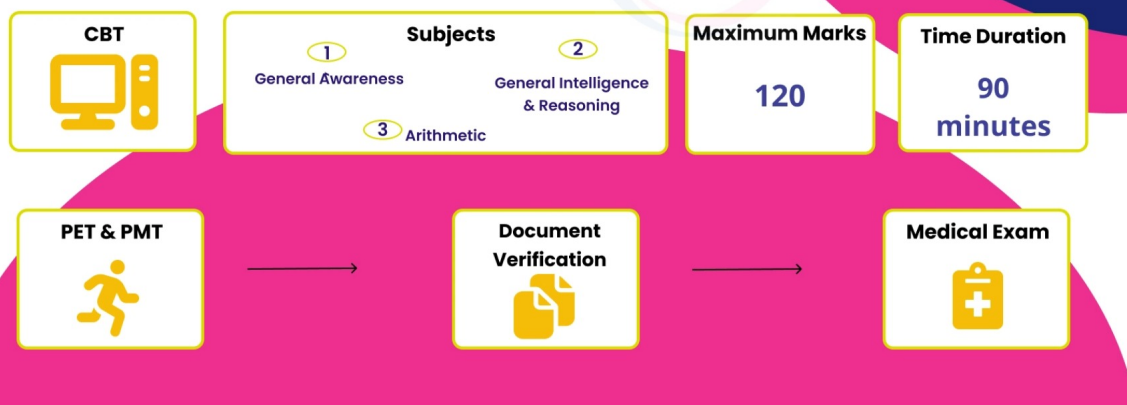 CBT
Subjects
1
General Awareness
2
General Intelligence
& Reasoning
3 Arithmetic
Maximum Marks
120
Time Duration
90
minutes
PET & PMT
Document
Verification
Medical Exam